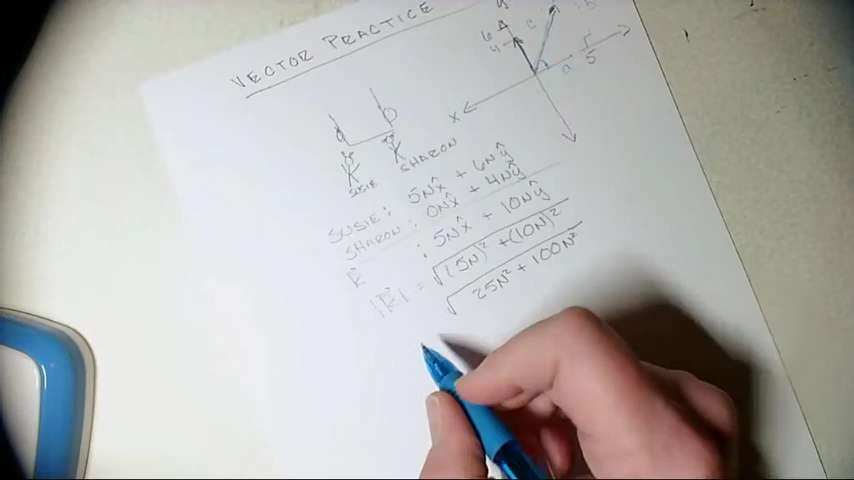 VECTOR PRACTICE
y
6
4
c
b
a
5
x
SUSIE
SHARON
SUSIE: 5Nx̂ + 6Nŷ
SHARON: 0Nx̂ + 4Nŷ
R⃗ : 5Nx̂ + 10Nŷ
|R⃗| = √(5N)² + (10N)²
√25N² + 100N²